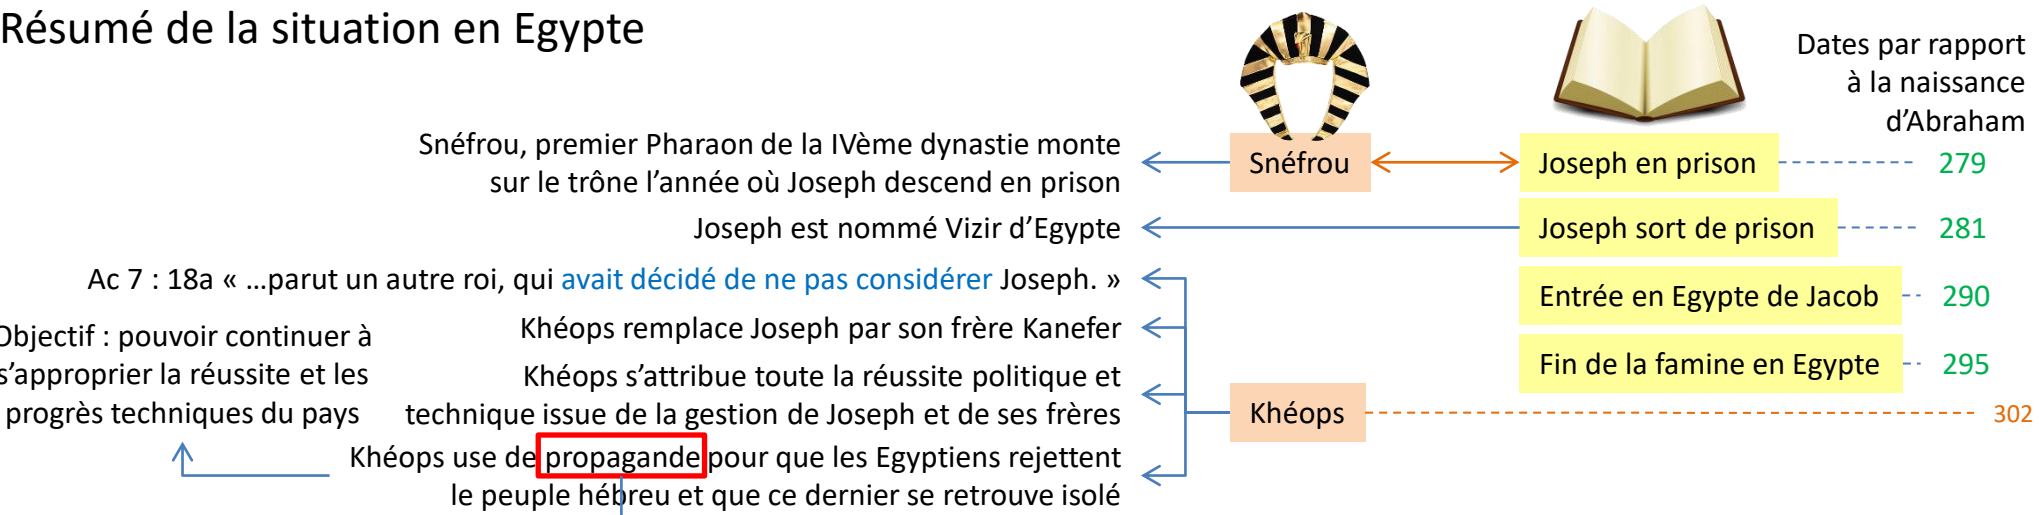 Résumé de la situation en Egypte
Dates par rapport
à la naissance
d’Abraham
Snéfrou, premier Pharaon de la IVème dynastie monte
sur le trône l’année où Joseph descend en prison
Snéfrou
Joseph en prison
279
Joseph est nommé Vizir d’Egypte
Joseph sort de prison
281
Ac 7 : 18a « …parut un autre roi, qui avait décidé de ne pas considérer Joseph. »
Entrée en Egypte de Jacob
290
Objectif : pouvoir continuer à
s’approprier la réussite et les
progrès techniques du pays
Khéops remplace Joseph par son frère Kanefer
Fin de la famine en Egypte
295
Khéops s’attribue toute la réussite politique et
technique issue de la gestion de Joseph et de ses frères
Khéops
302
Khéops use de propagande pour que les Egyptiens rejettent
le peuple hébreu et que ce dernier se retrouve isolé